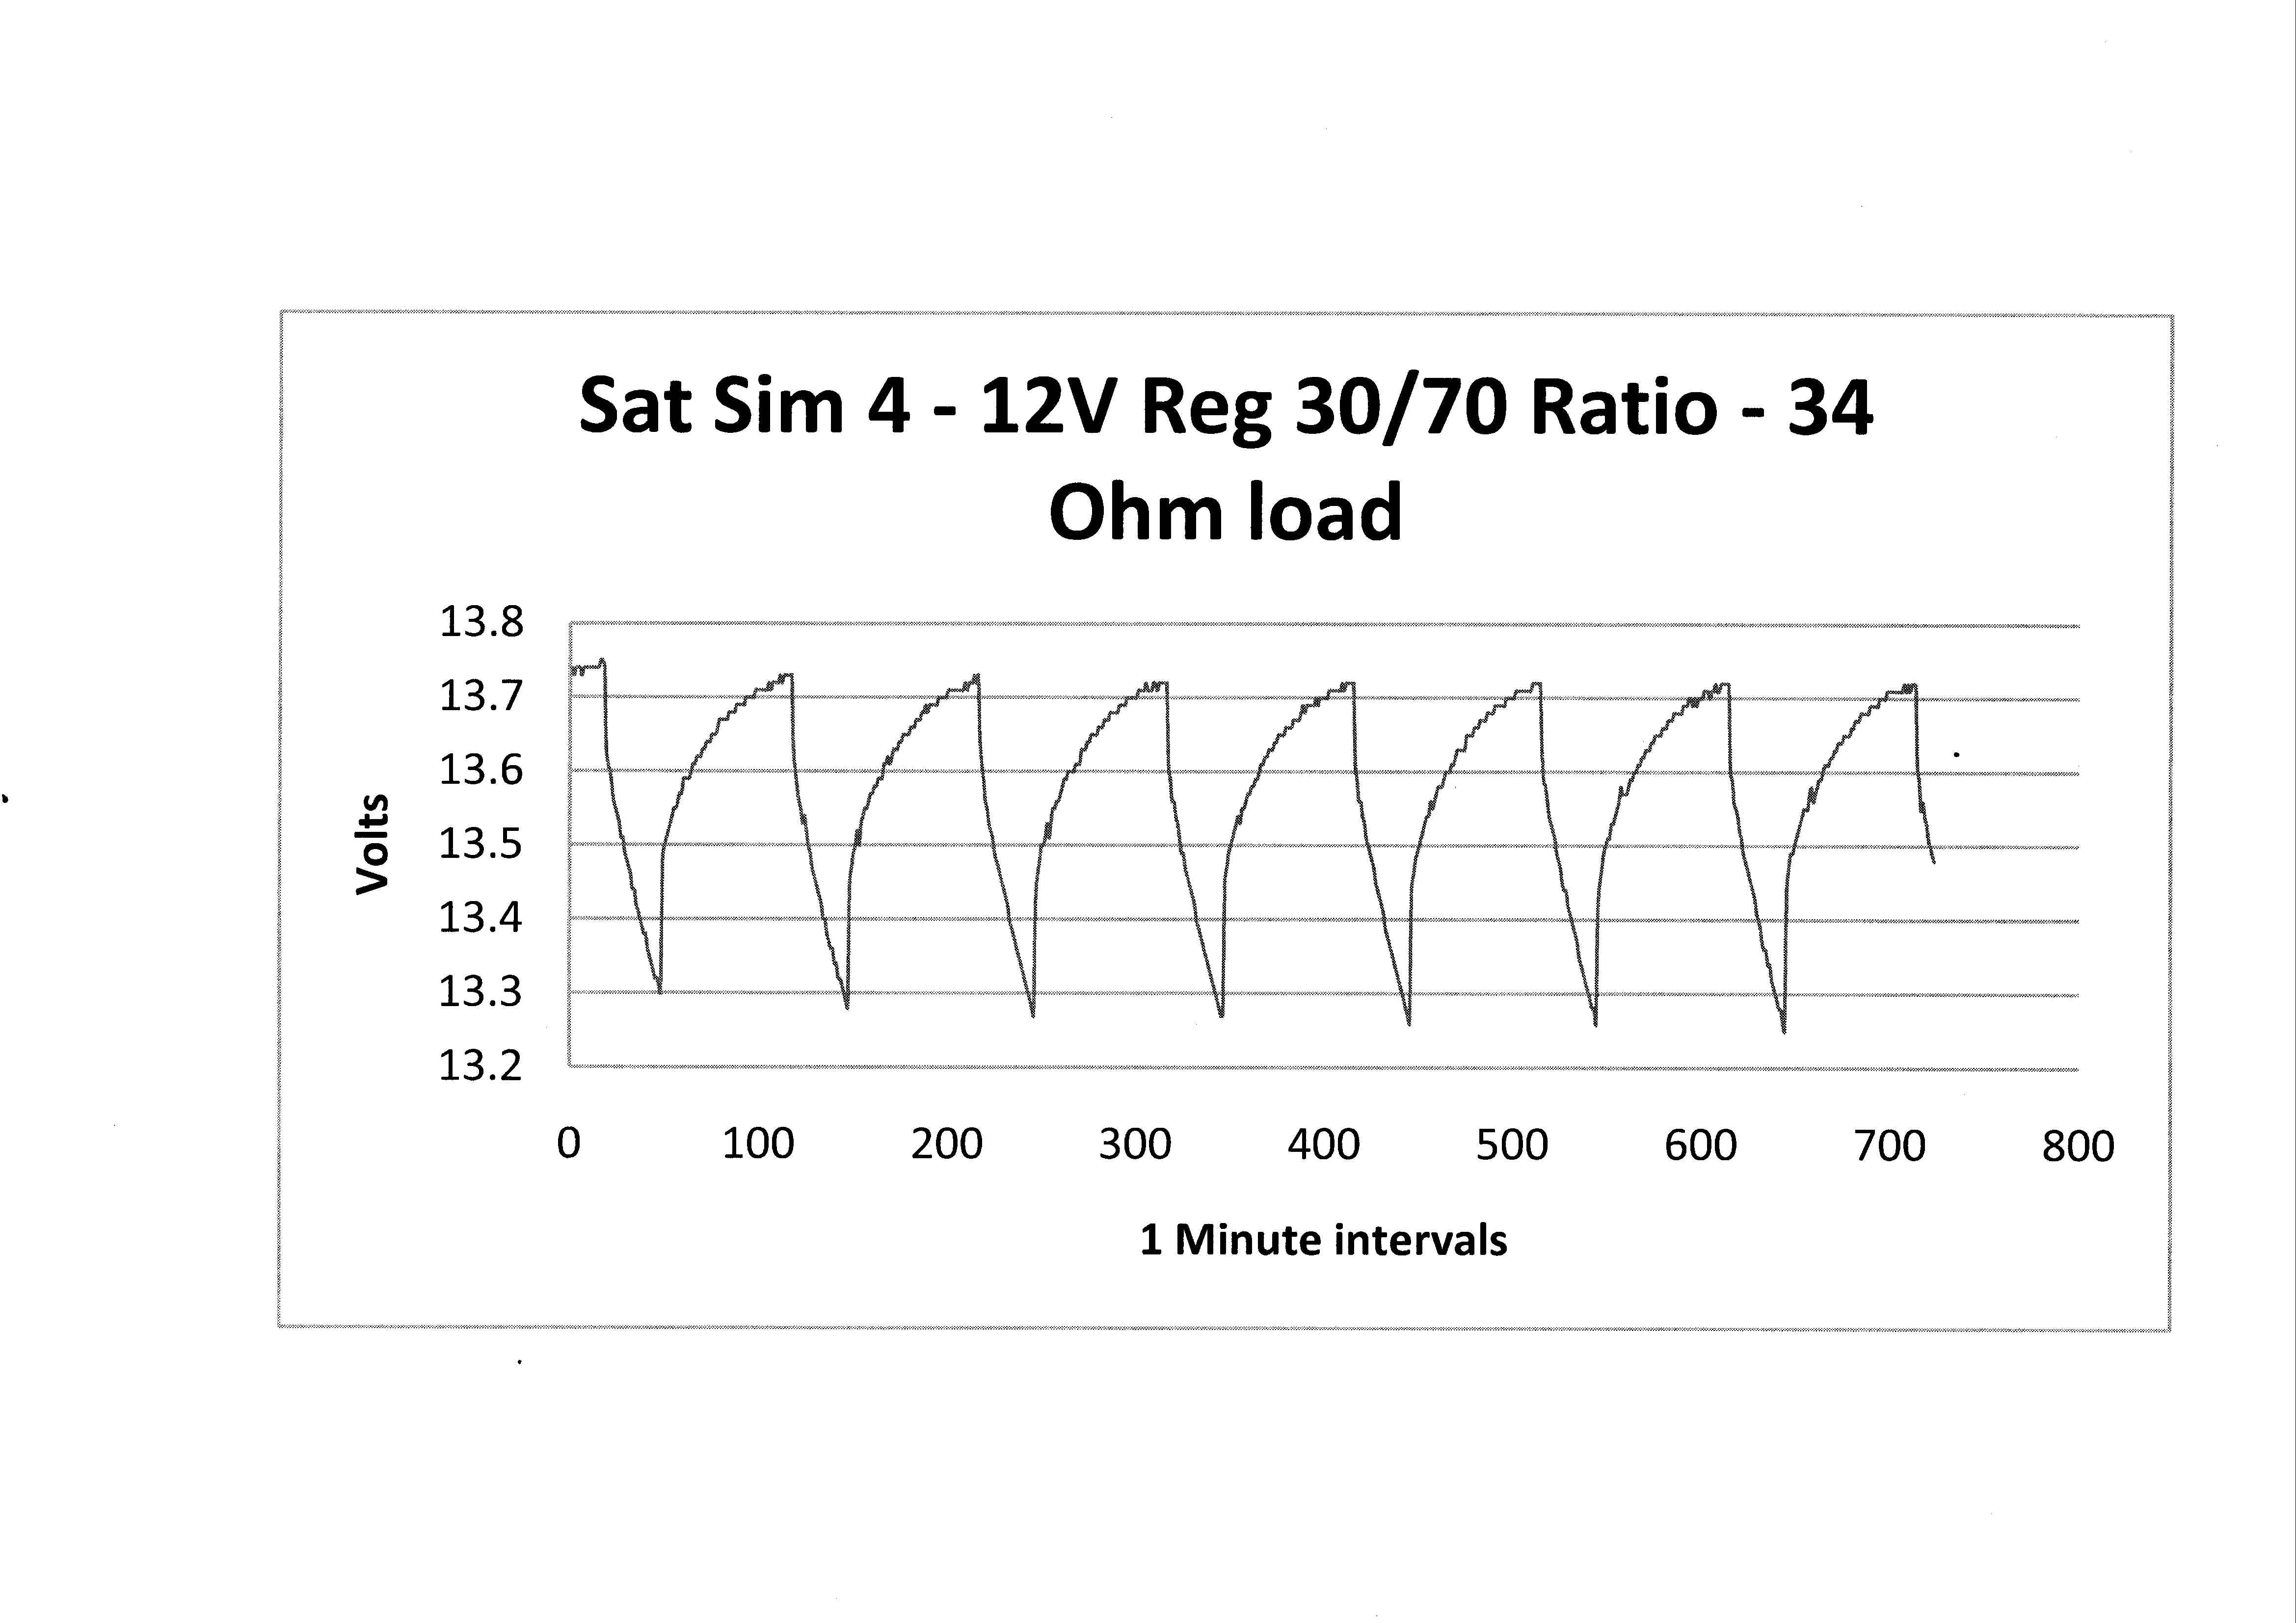 Sat Sim 4 - 12V Reg 30/70 Ratio - 34
Ohm load
13.8
13.7
13.6
13.5
13.4
13.3
13.2
Volts
0 100 200 300 400 500 600 700 800
1 Minute intervals